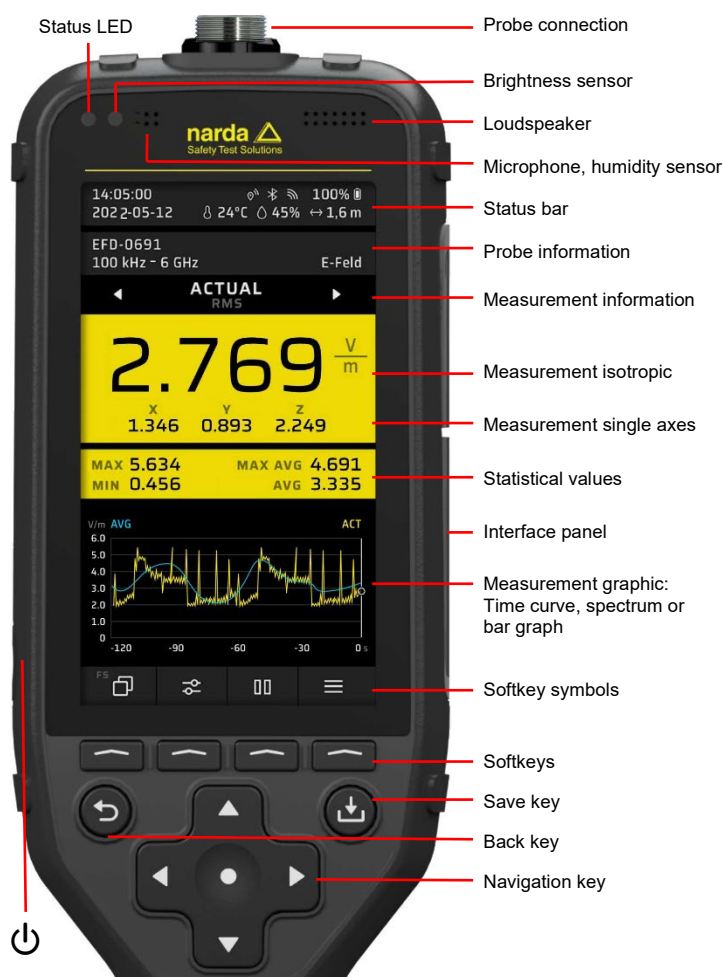 Status LED
Probe connection
Brightness sensor
Loudspeaker
Microphone, humidity sensor
Status bar
Probe information
Measurement information
Measurement isotropic
Measurement single axes
Statistical values
Interface panel
Measurement graphic:
Time curve, spectrum or
bar graph
Softkey symbols
Softkeys
Save key
Back key
Navigation key
narda
Safety Test Solutions
14:05:00 100%
2022-05-12 24°C 45% ↔ 1,6 m
EFD-0691
100 kHz - 6 GHz E-Feld
ACTUAL
RMS
2.769 V/m
X Y Z
1.346 0.893 2.249
MAX 5.634 MAX AVG 4.691
MIN 0.456 AVG 3.335
V/m AVG ACT
6.0
5.0
4.0
3.0
2.0
1.0
0
-120 -90 -60 -30 0 s
FS